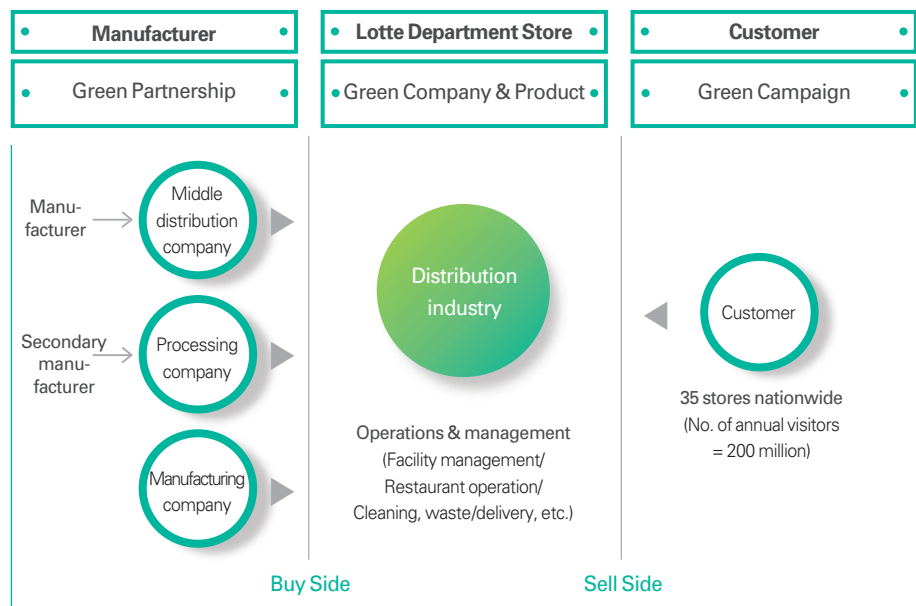 Manufacturer
Lotte Department Store
Customer
Green Partnership
Green Company & Product
Green Campaign
Manu-
facturer
Middle
distribution
company
Secondary
manu-
facturer
Processing
company
Manufacturing
company
Distribution
industry
Operations & management
(Facility management/
Restaurant operation/
Cleaning, waste/delivery, etc.)
Customer
35 stores nationwide
(No. of annual visitors
= 200 million)
Buy Side
Sell Side